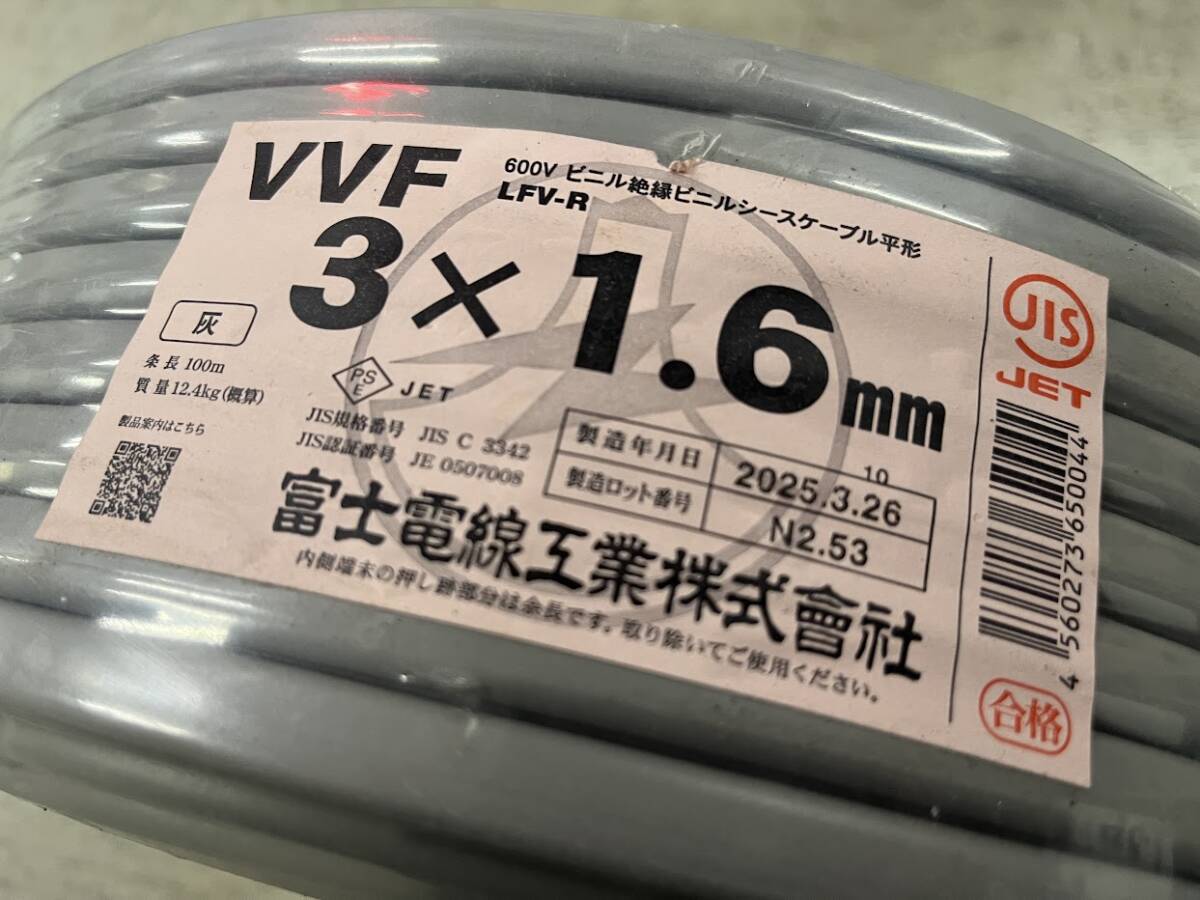 VVF
600V ビニル絶縁ビニルシースケーブル平形
LFV-R
3×1.6mm
灰
条長 100m
質量12.4kg(概算)
製品案内はこちら
PS
E
JET
JIS規格番号 JIS C 3342
JIS認証番号 JE 0507008
10
製造年月日 2025.3.26
製造ロット番号 N2.53
富士電線工業株式會社
内側端末の押し跡部分は余長です。取り除いてご使用ください。
JIS
JET
4560273650044
合格